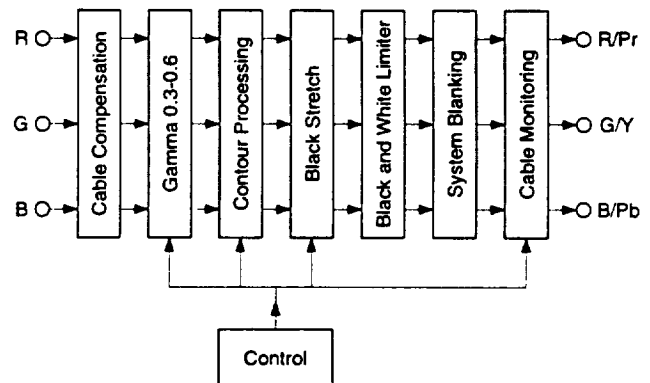 R
G
B
Cable Compensation
Gamma 0.3-0.6
Contour Processing
Black Stretch
Black and White Limiter
System Blanking
Cable Monitoring
R/Pr
G/Y
B/Pb
Control